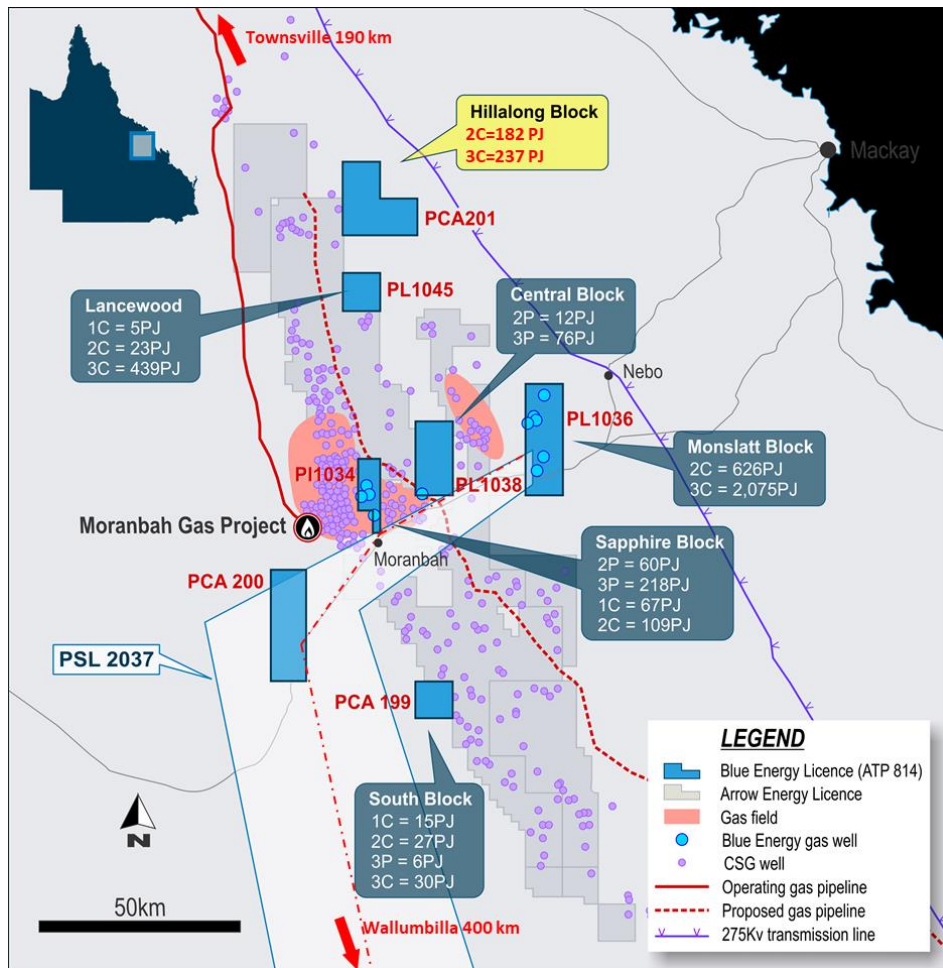 Townsville 190 km
Hillalong Block
2C=182 PJ
3C=237 PJ
Mackay
PCA201
PL1045
Lancewood
1C = 5PJ
2C = 23PJ
3C = 439PJ
Central Block
2P = 12PJ
3P = 76PJ
Nebo
PL1036
Monslatt Block
2C = 626PJ
3C = 2,075PJ
PI1034
PL1038
Moranbah Gas Project
Moranbah
Sapphire Block
2P = 60PJ
3P = 218PJ
1C = 67PJ
2C = 109PJ
PCA 200
PSL 2037
PCA 199
South Block
1C = 15PJ
2C = 27PJ
3P = 6PJ
3C = 30PJ
N
50km
Wallumbilla 400 km
LEGEND
Blue Energy Licence (ATP 814)
Arrow Energy Licence
Gas field
Blue Energy gas well
CSG well
Operating gas pipeline
Proposed gas pipeline
275Kv transmission line